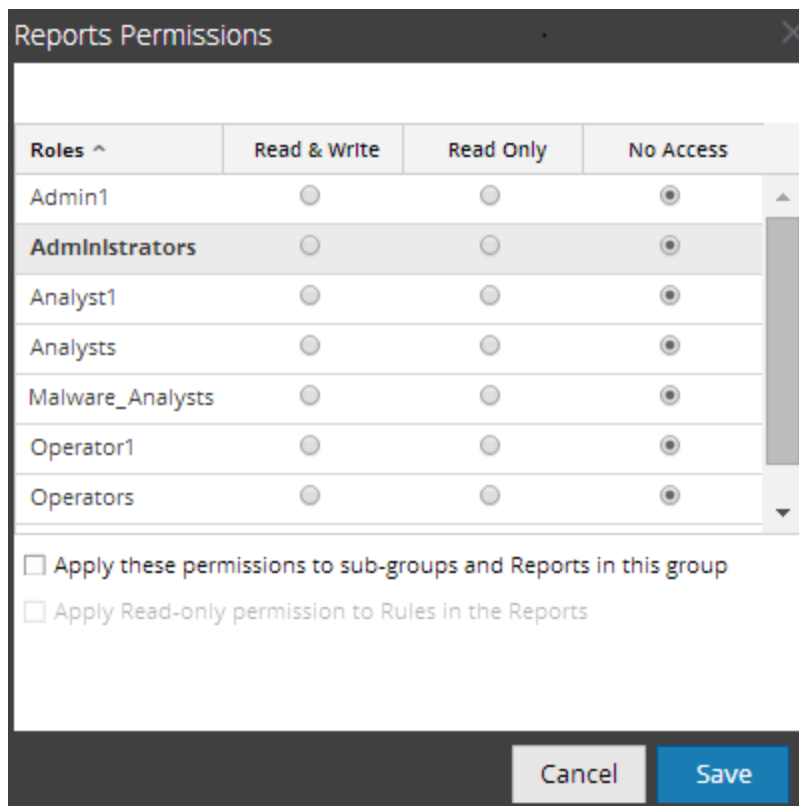 Reports Permissions
Roles Read & Write Read Only No Access
Admin1
Administrators
Analyst1
Analysts
Malware_Analysts
Operator1
Operators
Apply these permissions to sub-groups and Reports in this group
Apply Read-only permission to Rules in the Reports
Cancel Save